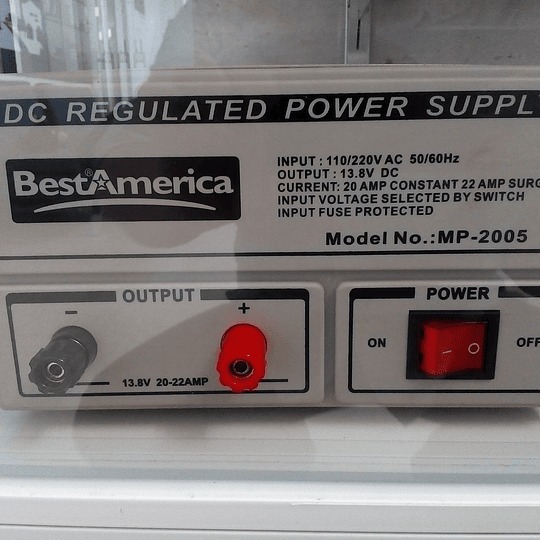 DC REGULATED POWER SUPPL
Best★America®
INPUT : 110/220V AC 50/60Hz
OUTPUT : 13.8V DC
CURRENT: 20 AMP CONSTANT 22 AMP SURG
INPUT VOLTAGE SELECTED BY SWITCH
INPUT FUSE PROTECTED
Model No.:MP-2005
OUTPUT
- +
13.8V 20-22AMP
POWER
ON OFF